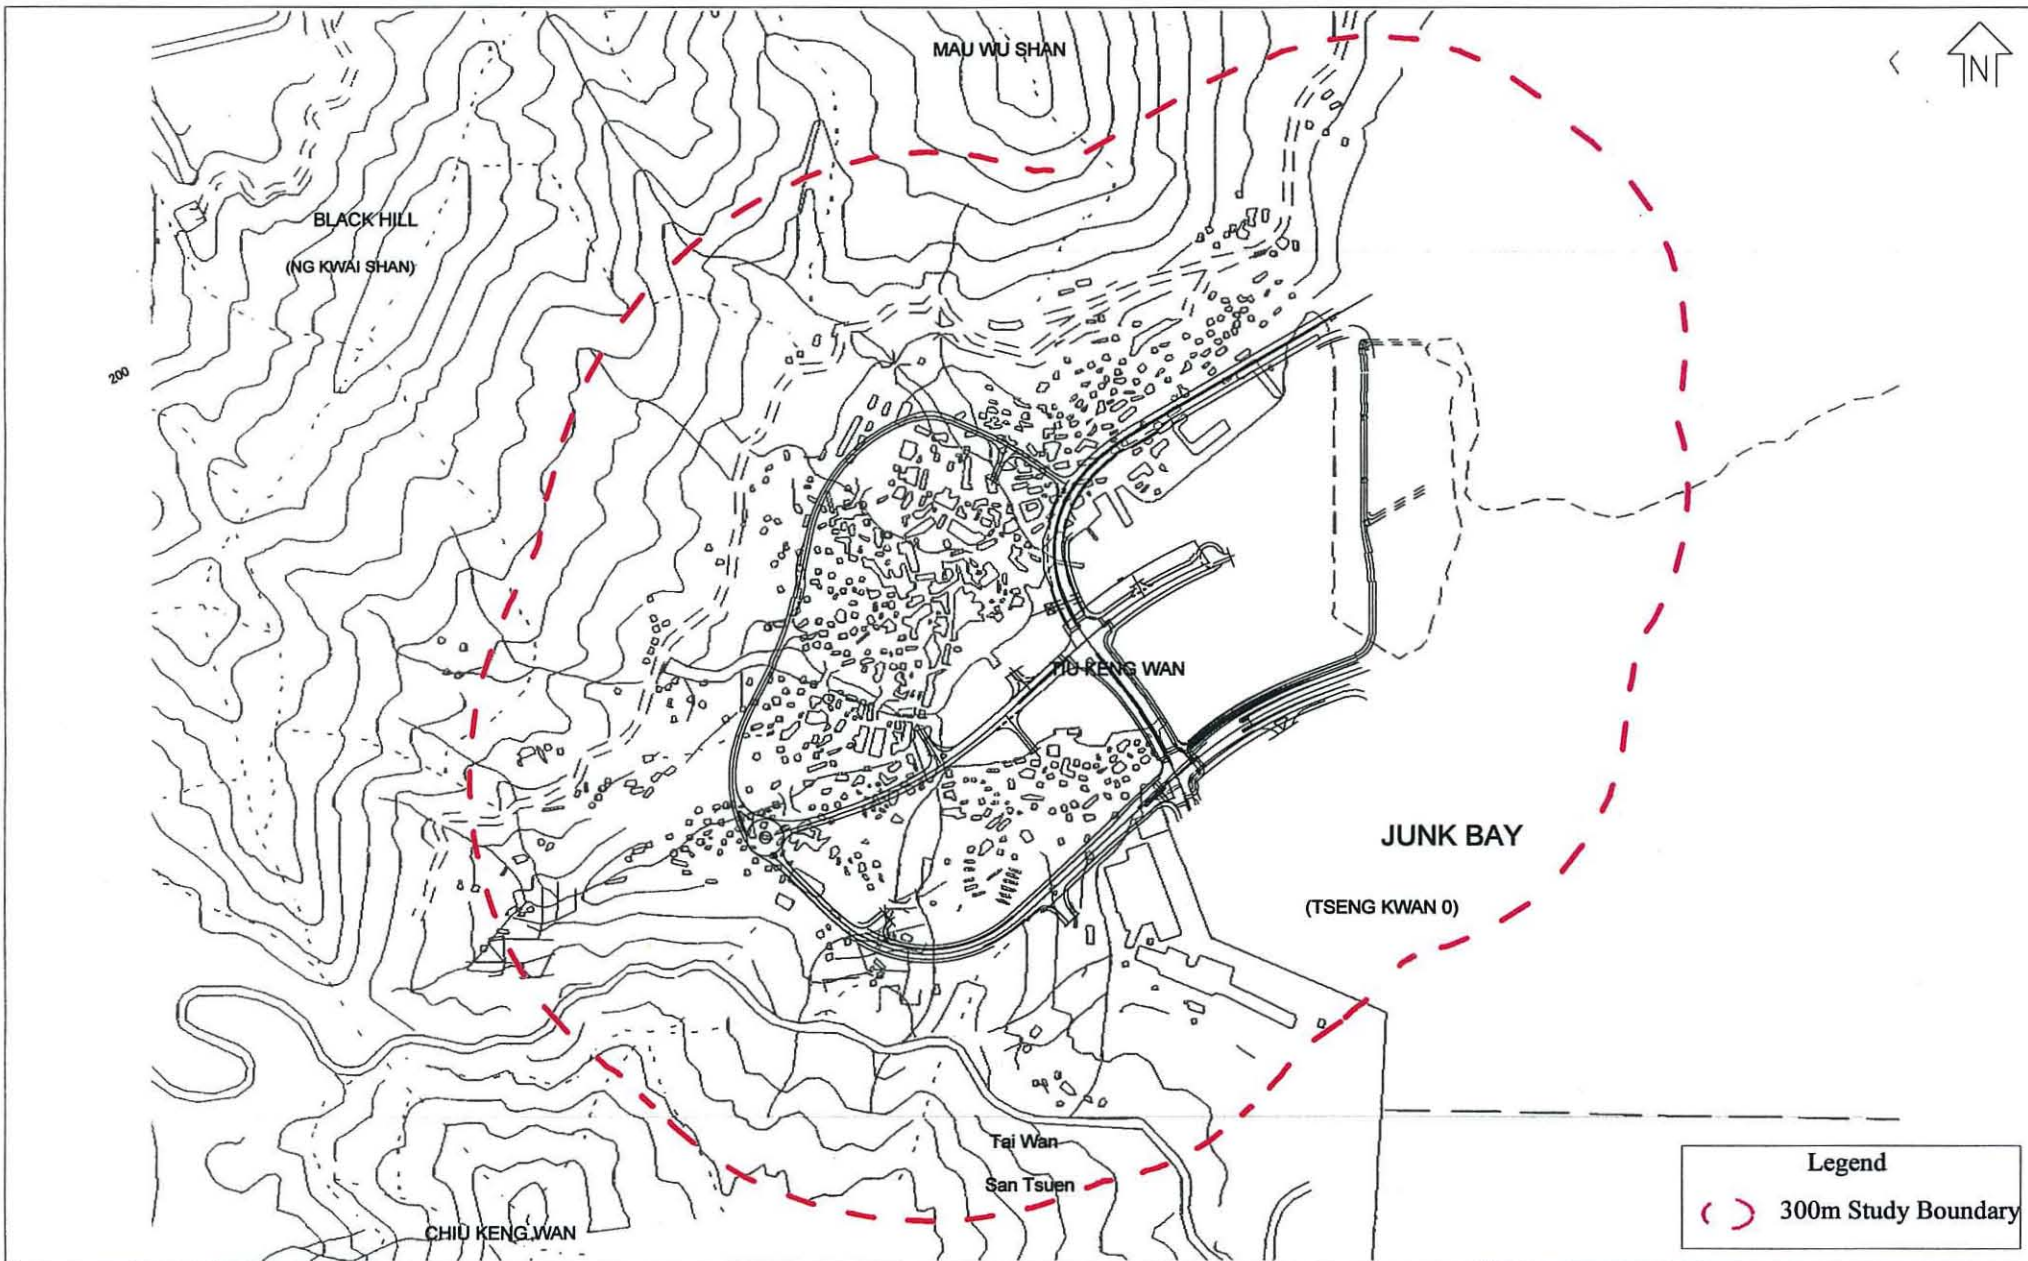 MAU WU SHAN
N
BLACK HILL
(NG KWAI SHAN)
200
TIU KENG WAN
JUNK BAY
(TSENG KWAN 0)
Tai Wan
San Tsuen
CHIU KENG WAN
Legend
300m Study Boundary